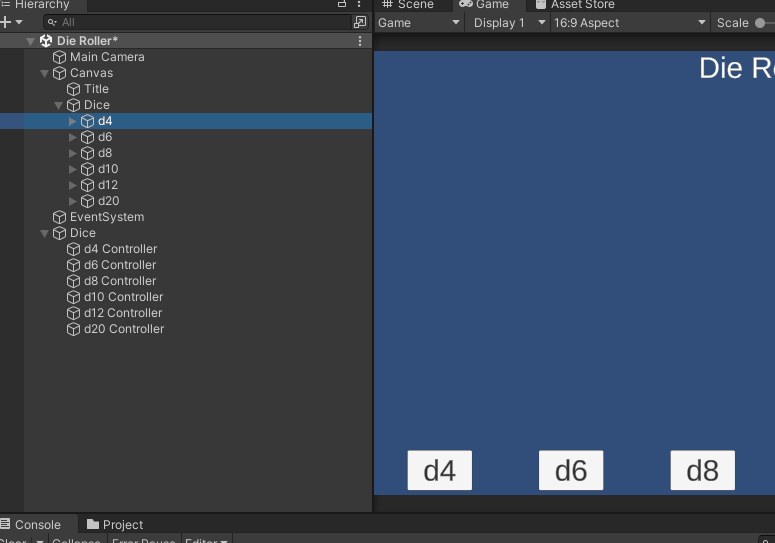 Hierarchy
All
Die Roller*
Main Camera
Canvas
Title
Dice
d4
d6
d8
d10
d12
d20
EventSystem
Dice
d4 Controller
d6 Controller
d8 Controller
d10 Controller
d12 Controller
d20 Controller
Scene Game Asset Store
Game Display 1 16:9 Aspect Scale
Die Ro
d4 d6 d8
Console Project
Clear Collapse Error Pause Editor